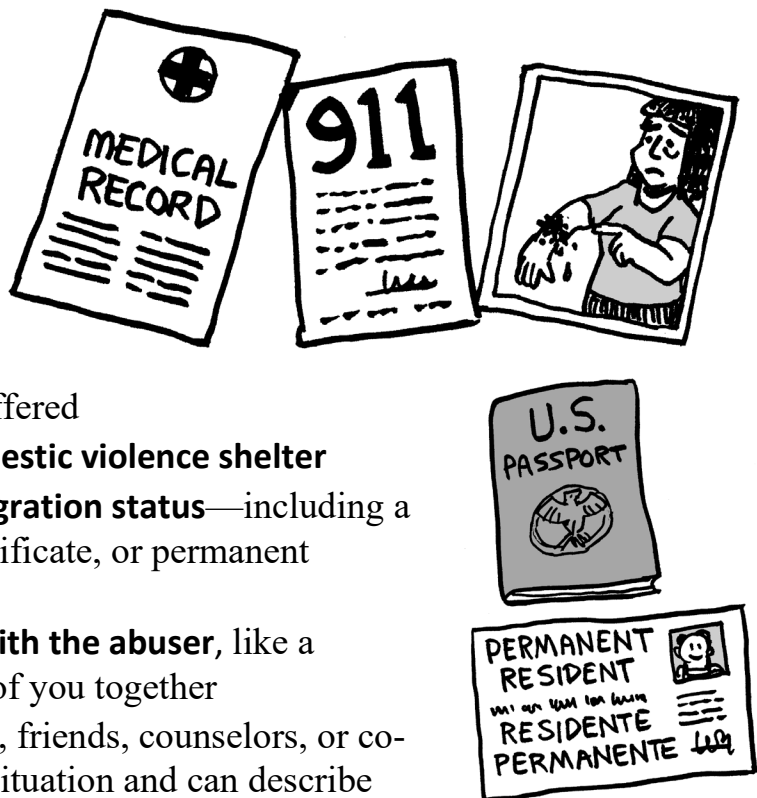 MEDICAL
RECORD
911
ffered
estic violence shelter
gration status—including a
ificate, or permanent
ith the abuser, like a
of you together
, friends, counselors, or co-
situation and can describe
U.S.
PASSPORT
PERMANENT
RESIDENT
RESIDENTE
PERMANENTE